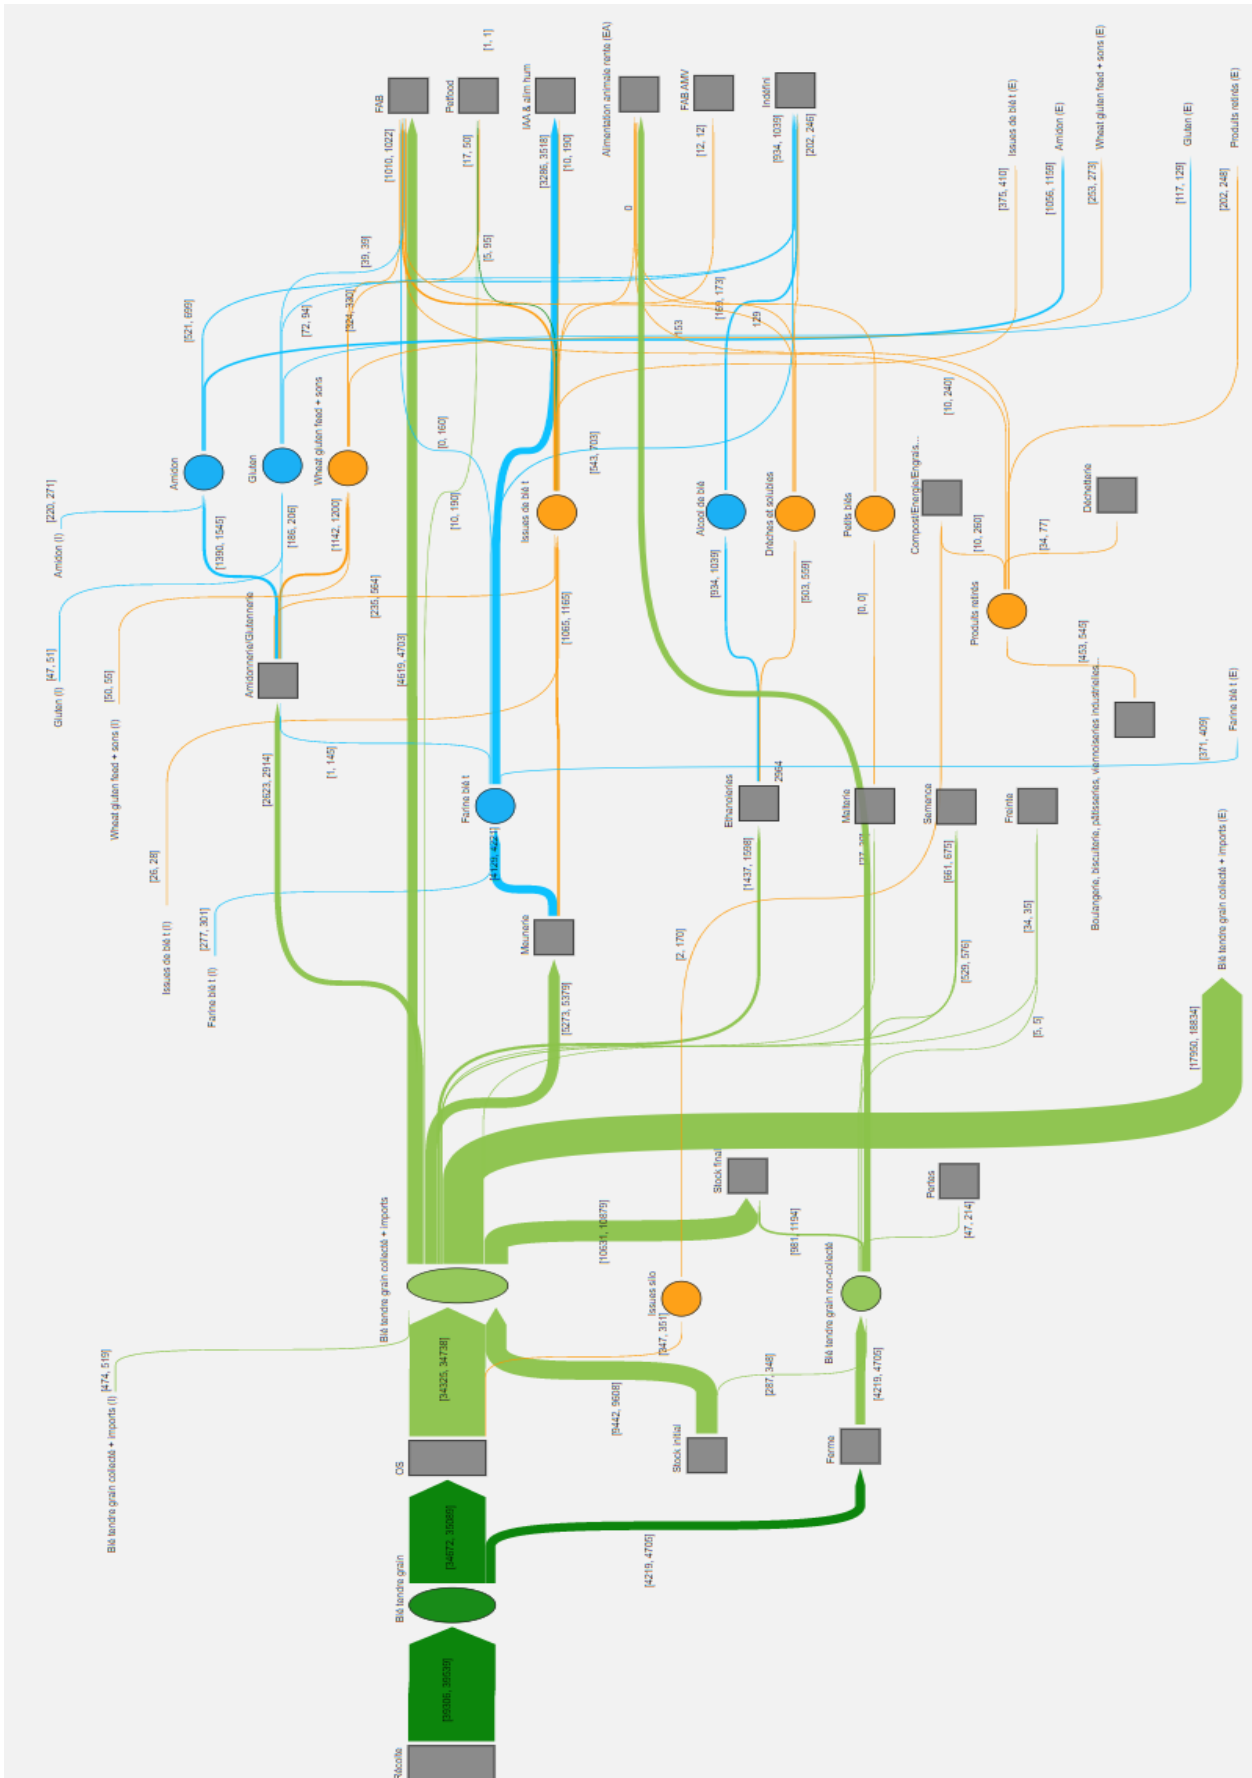 Récolte
[39306, 39539]
Blé tendre grain
[34672, 35089]
[4219, 4705]
OS
Ferme
Stock initial
Blé tendre grain collecté + imports (I)
[474, 519]
[34325, 34738]
[9442, 9608]
[347, 351]
[287, 348]
[4219, 4705]
Blé tendre grain collecté + imports
Issues silo
Blé tendre grain non-collecté
[10631, 10879]
[981, 1194]
[47, 214]
Stock final
Pertes
[17950, 18834]
Blé tendre grain collecté + imports (E)
[5273, 5379]
[2, 170]
[529, 576]
[5, 5]
[34, 35]
[661, 675]
[1437, 1598]
Farine blé t (I)
[277, 301]
Issues de blé t (I)
[26, 28]
Meunerie
[4129, 4221]
Farine blé t
Ethanoleries
2964
Malterie
Semence
Freinte
Boulangerie, biscuiterie, pâtisseries, viennoiseries industrielles...
Farine blé t (E)
[371, 409]
[2623, 2914]
[1, 145]
Wheat gluten feed + sons (I)
[50, 55]
Gluten (I)
[47, 51]
Amidon (I)
[220, 271]
Amidonnerie/Glutennerie
[4619, 4703]
[1065, 1165]
[235, 564]
[1390, 1545]
[186, 206]
[1142, 1200]
[934, 1039]
[503, 559]
[0, 0]
Produits retirés
[453, 545]
[10, 260]
[34, 77]
Compost/Energie/Engrais...
Déchetterie
Amidon
Gluten
Wheat gluten feed + sons
Issues de blé t
Alcool de blé
Drèches et solubles
Petits blés
[10, 190]
[0, 160]
[543, 703]
[10, 240]
[521, 699]
[72, 94]
[324, 330]
[39, 39]
[5, 95]
153
[169, 173]
129
0
[1010, 1022]
[17, 50]
[3286, 3518]
[10, 190]
[12, 12]
[934, 1039]
[202, 246]
[375, 410]
[1056, 1159]
[253, 273]
[117, 129]
[202, 248]
FAB
Petfood
[1, 1]
IAA & alim hum
Alimentation animale rente (EA)
FAB AMV
Indéfini
Issues de blé t (E)
Amidon (E)
Wheat gluten feed + sons (E)
Gluten (E)
Produits retirés (E)